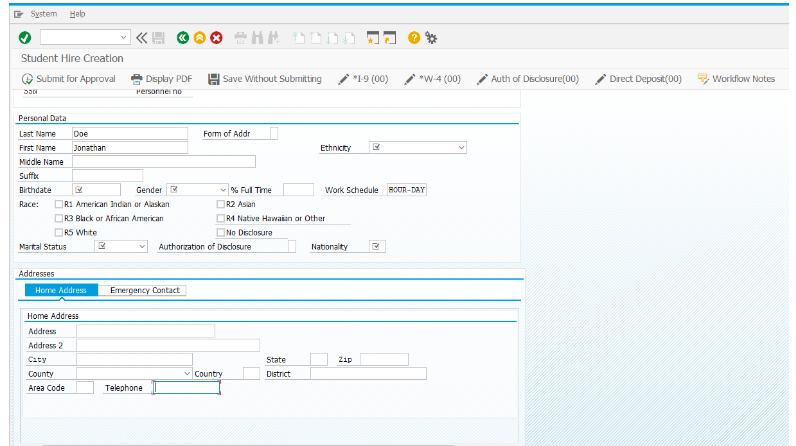 System Help
Student Hire Creation
Submit for Approval Display PDF Save Without Submitting *I-9 (00) *W-4 (00) Auth of Disclosure(00) Direct Deposit(00) Workflow Notes
Personnel no
Personal Data
Last Name Doe Form of Addr
First Name Jonathan Ethnicity
Middle Name
Suffix
Birthdate Gender % Full Time Work Schedule HOUR-DAY
Race: R1 American Indian or Alaskan R2 Asian
R3 Black or African American R4 Native Hawaiian or Other
R5 White No Disclosure
Marital Status Authorization of Disclosure Nationality
Addresses
Home Address Emergency Contact
Home Address
Address
Address 2
City State Zip
County Country District
Area Code Telephone